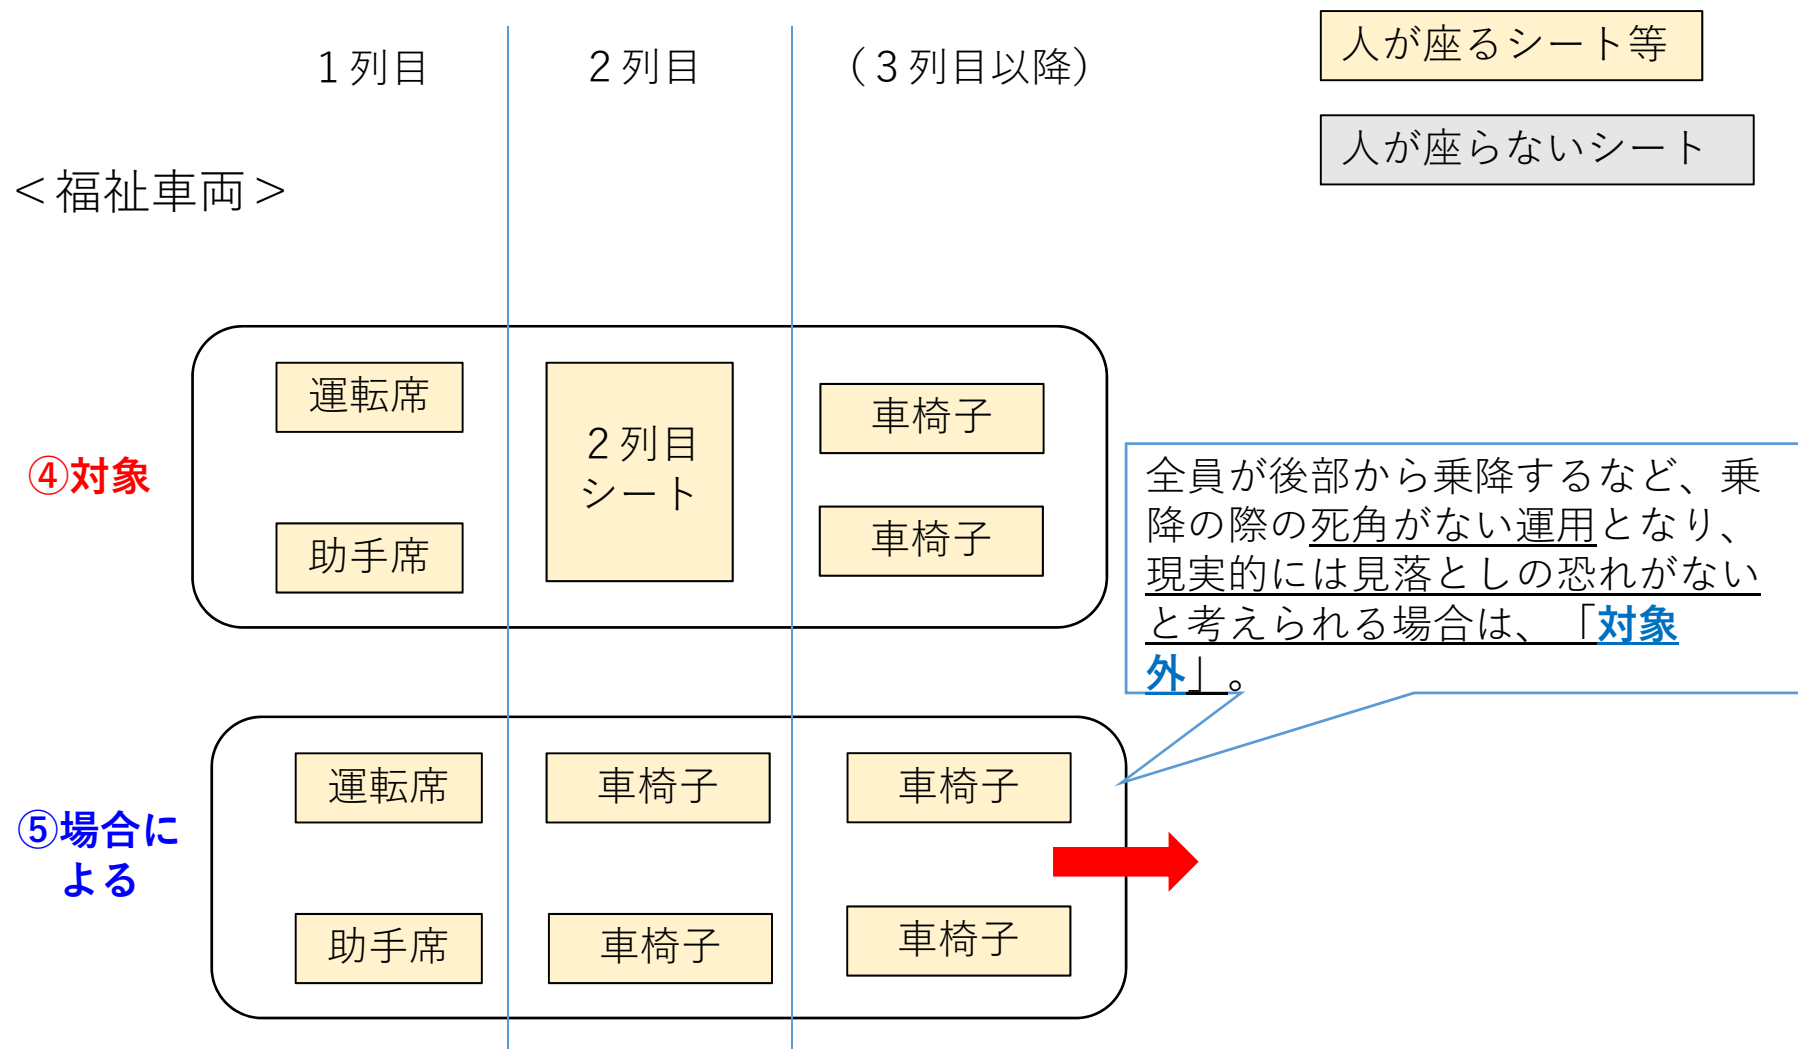 1列目
2列目
(3列目以降)
人が座るシート等
人が座らないシート
<福祉車両>
④対象
運転席
助手席
2列目
シート
車椅子
車椅子
全員が後部から乗降するなど、乗
降の際の死角がない運用となり、
現実的には見落としの恐れがない
と考えられる場合は、「対象
外」。
⑤場合に
よる
運転席
助手席
車椅子
車椅子
車椅子
車椅子